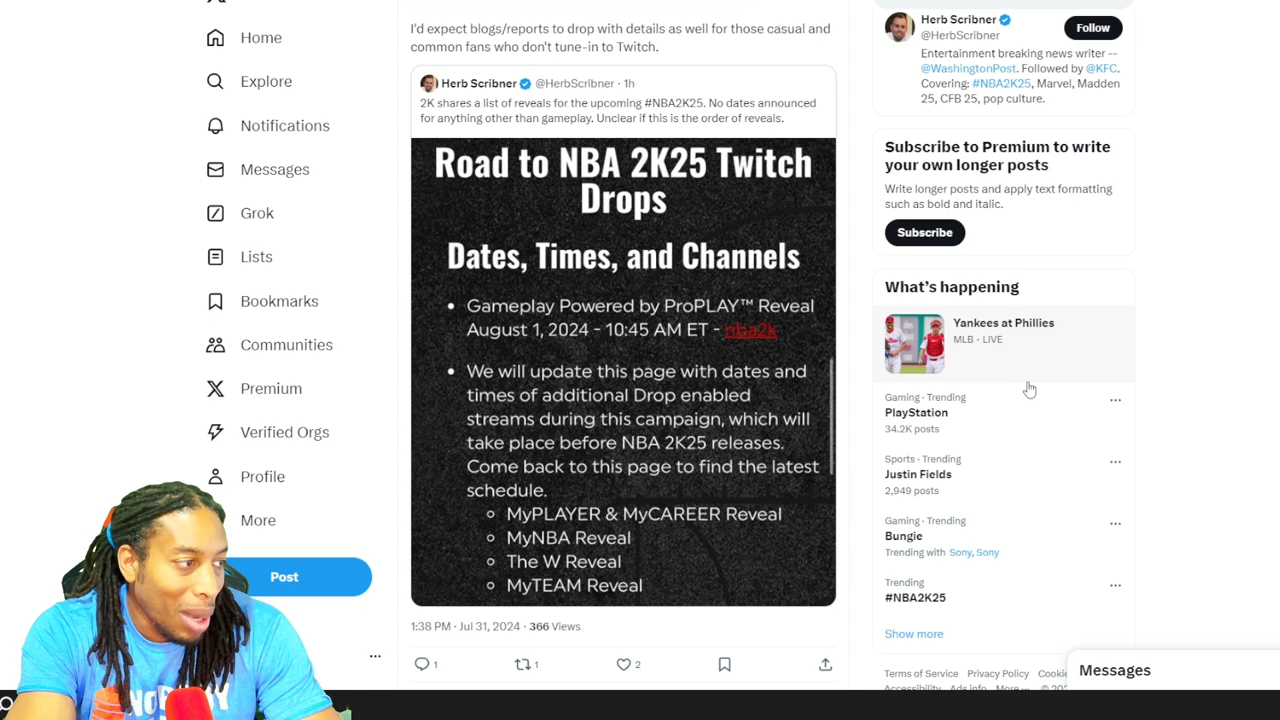 Home
Explore
Notifications
Messages
Grok
Lists
Bookmarks
Communities
Premium
Verified Orgs
Profile
More
Post
I'd expect blogs/reports to drop with details as well for those casual and
common fans who don't tune-in to Twitch.
Herb Scribner @HerbScribner · 1h
2K shares a list of reveals for the upcoming #NBA2K25. No dates announced
for anything other than gameplay. Unclear if this is the order of reveals.
Road to NBA 2K25 Twitch
Drops
Dates, Times, and Channels
• Gameplay Powered by ProPLAY™ Reveal
August 1, 2024 - 10:45 AM ET - nba2k
• We will update this page with dates and
times of additional Drop enabled
streams during this campaign, which will
take place before NBA 2K25 releases.
Come back to this page to find the latest
schedule.
MyPLAYER & MyCAREER Reveal
MyNBA Reveal
The W Reveal
MyTEAM Reveal
1:38 PM · Jul 31, 2024 · 366 Views
1
1
2
Herb Scribner
@HerbScribner
Follow
Entertainment breaking news writer --
@WashingtonPost. Followed by @KFC.
Covering: #NBA2K25, Marvel, Madden
25, CFB 25, pop culture.
Subscribe to Premium to write
your own longer posts
Write longer posts and apply text formatting
such as bold and italic.
Subscribe
What's happening
Yankees at Phillies
MLB · LIVE
Gaming · Trending
PlayStation
34.2K posts
Sports · Trending
Justin Fields
2,949 posts
Gaming · Trending
Bungie
Trending with Sony, Sony
Trending
#NBA2K25
Show more
Terms of Service Privacy Policy
Messages